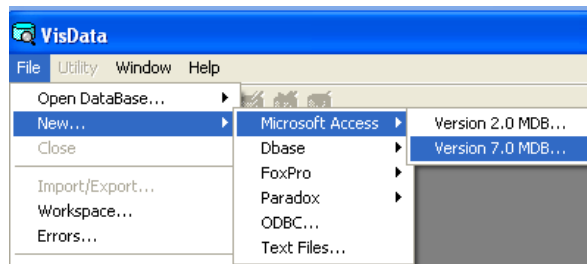 VisData
File Utility Window Help
Open DataBase...
New... Microsoft Access Version 2.0 MDB...
Close Dbase Version 7.0 MDB...
FoxPro
Import/Export... Paradox
Workspace... ODBC...
Errors... Text Files...